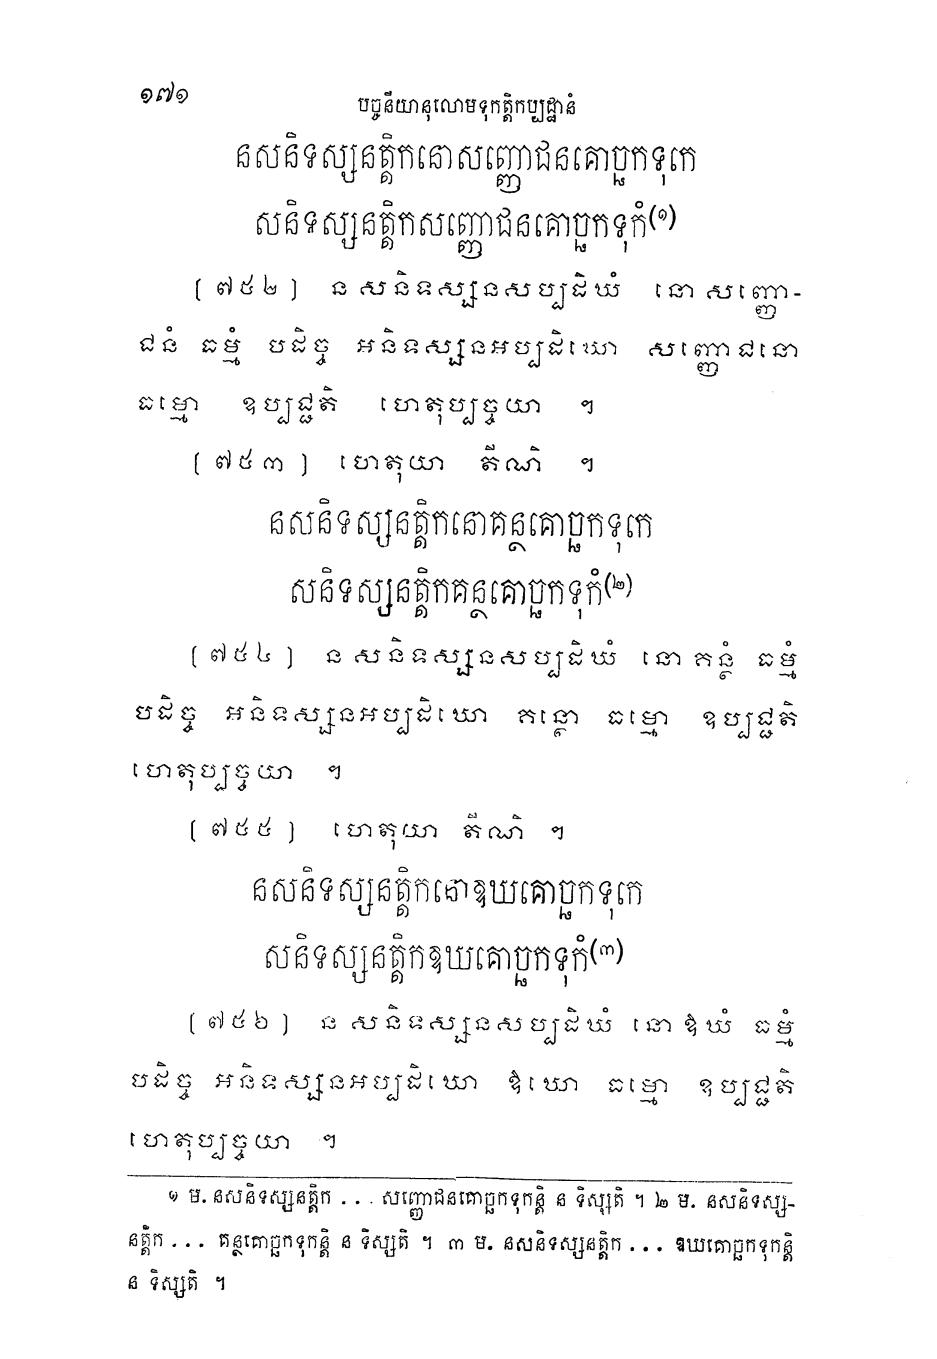 ១៧១
បច្ចនីយានុលោមទុកត្តិកប្បដ្ឋានំ
នសនិទស្សនត្តិកនោសញ្ញោជនគោច្ឆកទុកេ
សនិទស្សនត្តិកសញ្ញោជនគោច្ឆកទុកំ(១)
[៧៥២] ន សនិទស្សនសប្បដិឃំ នោ សញ្ញោ-
ជនំ ធម្មំ បដិច្ច អនិទស្សនអប្បដិឃោ សញ្ញោជនោ
ធម្មោ ឧប្បជ្ជតិ ហេតុប្បច្ចយា ។
[៧៥៣] ហេតុយា តីណិ ។
នសនិទស្សនត្តិកនោគន្ថគោច្ឆកទុកេ
សនិទស្សនត្តិកគន្ថគោច្ឆកទុកំ(២)
[៧៥៤] ន សនិទស្សនសប្បដិឃំ នោ គន្ថំ ធម្មំ
បដិច្ច អនិទស្សនអប្បដិឃោ គន្ថោ ធម្មោ ឧប្បជ្ជតិ
ហេតុប្បច្ចយា ។
[៧៥៥] ហេតុយា តីណិ ។
នសនិទស្សនត្តិកនោឱឃគោច្ឆកទុកេ
សនិទស្សនត្តិកឱឃគោច្ឆកទុកំ(៣)
[៧៥៦] ន សនិទស្សនសប្បដិឃំ នោ ឱឃំ ធម្មំ
បដិច្ច អនិទស្សនអប្បដិឃោ ឱឃោ ធម្មោ ឧប្បជ្ជតិ
ហេតុប្បច្ចយា ។
១ ម. នសនិទស្សនត្តិក . . . សញ្ញោជនគោច្ឆកទុកន្តិ ន ទិស្សតិ ។ ២ ម. នសនិទស្ស-
នត្តិក . . . គន្ថគោច្ឆកទុកន្តិ ន ទិស្សតិ ។ ៣ ម. នសនិទស្សនត្តិក . . . ឱឃគោច្ឆកទុកន្តិ
ន ទិស្សតិ ។